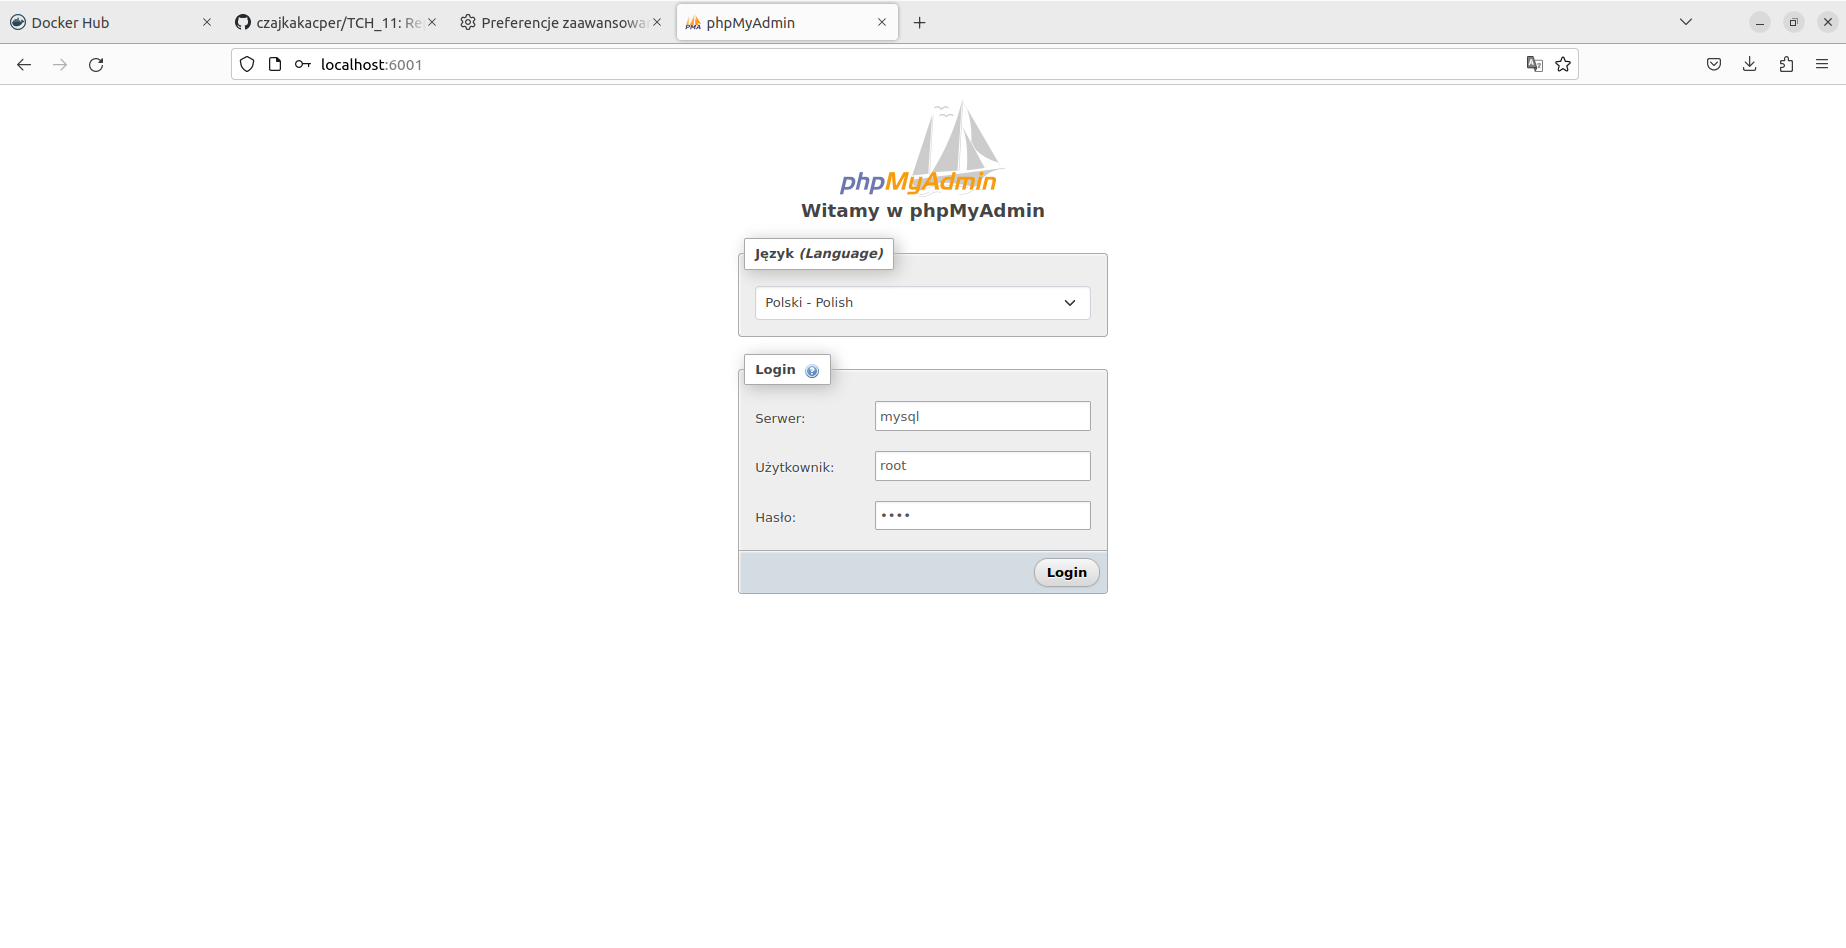 Docker Hub
czajkakacper/TCH_11: Re
Preferencje zaawansowa
phpMyAdmin
localhost:6001
phpMyAdmin
Witamy w phpMyAdmin
Język (Language)
Polski - Polish
Login
Serwer:
mysql
Użytkownik:
root
Hasło:
••••
Login